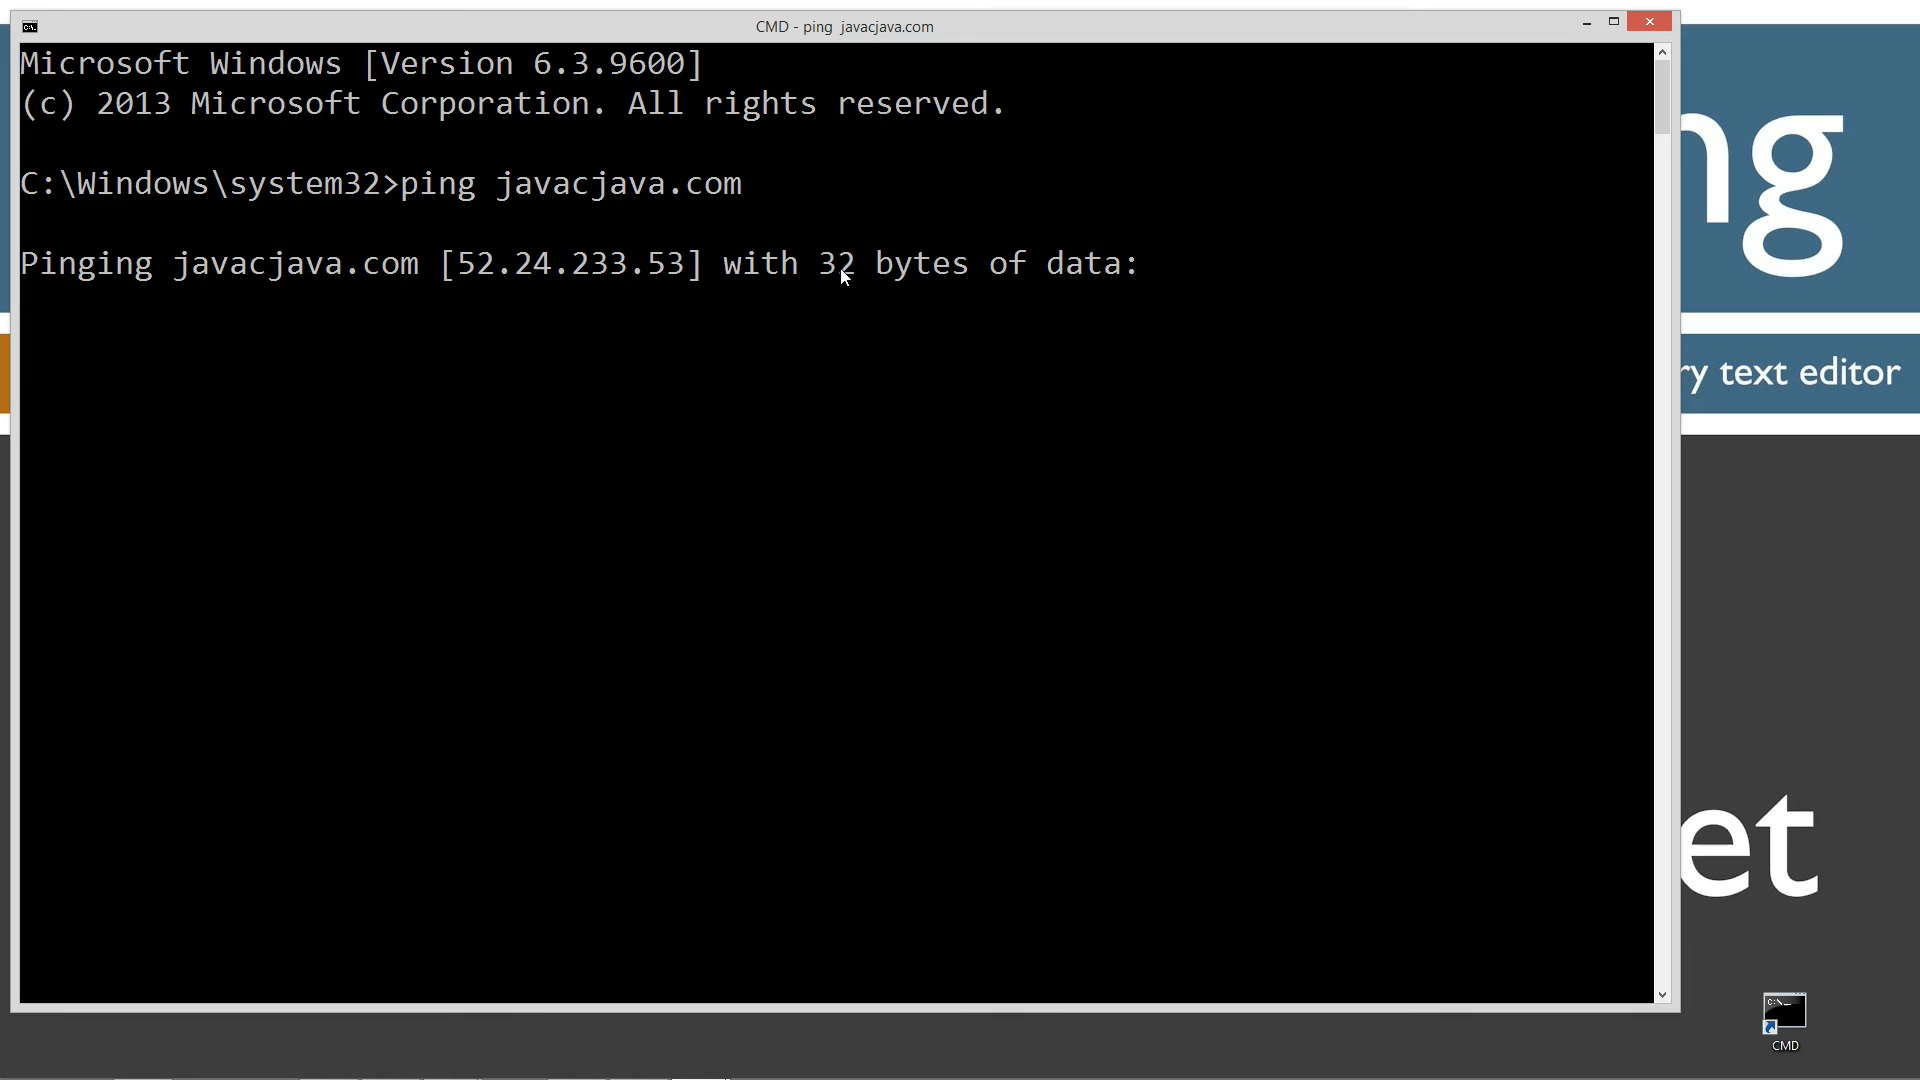 CMD - ping  javacjava.com
Microsoft Windows [Version 6.3.9600]
(c) 2013 Microsoft Corporation. All rights reserved.
C:\Windows\system32>ping javacjava.com
Pinging javacjava.com [52.24.233.53] with 32 bytes of data:
ng
ry text editor
et
C:\.
CMD